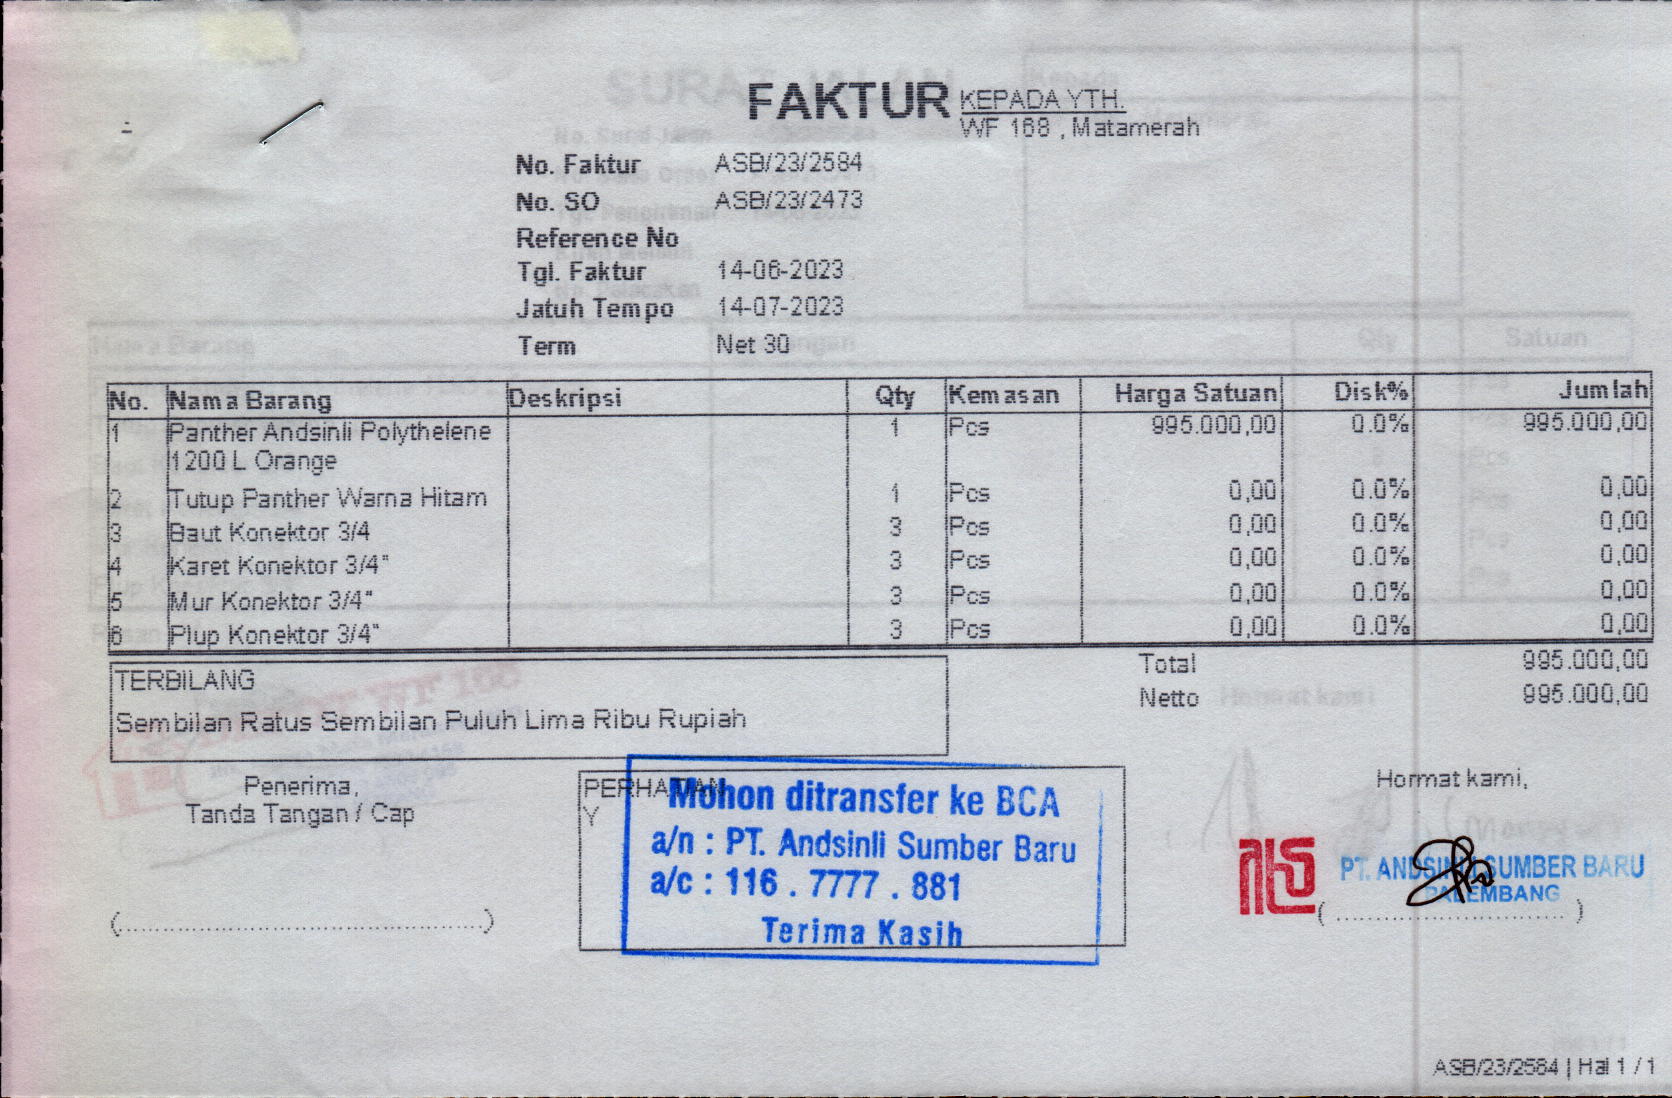 FAKTUR
KEPADA YTH.
WF 168 , Matamerah
No. Faktur ASB/23/2584
No. SO ASB/23/2473
Reference No
Tgl. Faktur 14-06-2023
Jatuh Tempo 14-07-2023
Term Net 30
No. Nama Barang Deskripsi Qty Kemasan Harga Satuan Disk% Jumlah
1 Panther Andsinli Polythelene 1 Pcs 995.000,00 0.0% 995.000,00
1200 L Orange
2 Tutup Panther Warna Hitam 1 Pcs 0,00 0.0% 0,00
3 Baut Konektor 3/4 3 Pcs 0,00 0.0% 0,00
4 Karet Konektor 3/4" 3 Pcs 0,00 0.0% 0,00
5 Mur Konektor 3/4" 3 Pcs 0,00 0.0% 0,00
6 Plup Konektor 3/4" 3 Pcs 0,00 0.0% 0,00
Total 995.000,00
Netto 995.000,00
TERBILANG
Sembilan Ratus Sembilan Puluh Lima Ribu Rupiah
Penerima,
Tanda Tangan / Cap
(..........................................)
PERHATIAN
Y
Mohon ditransfer ke BCA
a/n : PT. Andsinli Sumber Baru
a/c : 116 . 7777 . 881
Terima Kasih
Hormat kami,
PT. ANDSINLI SUMBER BARU
PALEMBANG
(..............................)
ASB/23/2584 | Hal 1 / 1